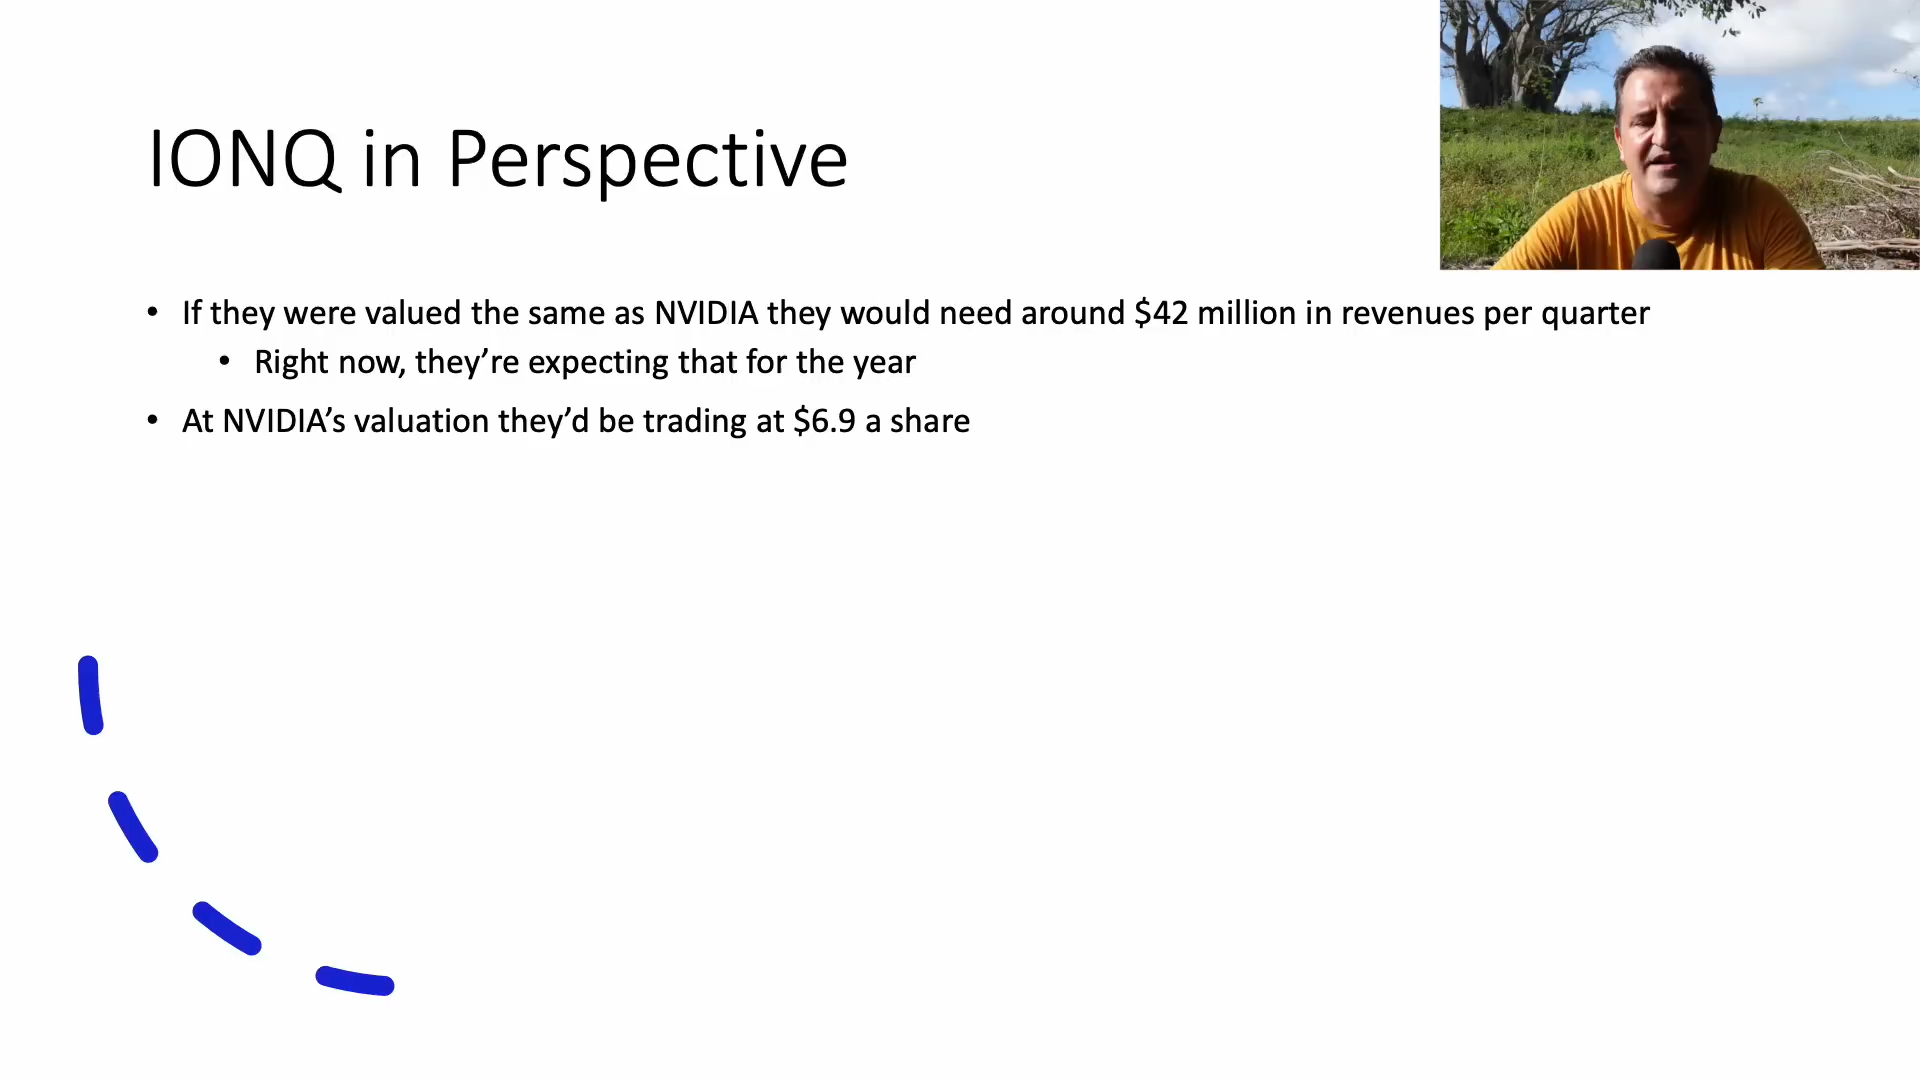 IONQ in Perspective
• If they were valued the same as NVIDIA they would need around $42 million in revenues per quarter
• Right now, they’re expecting that for the year
• At NVIDIA’s valuation they’d be trading at $6.9 a share